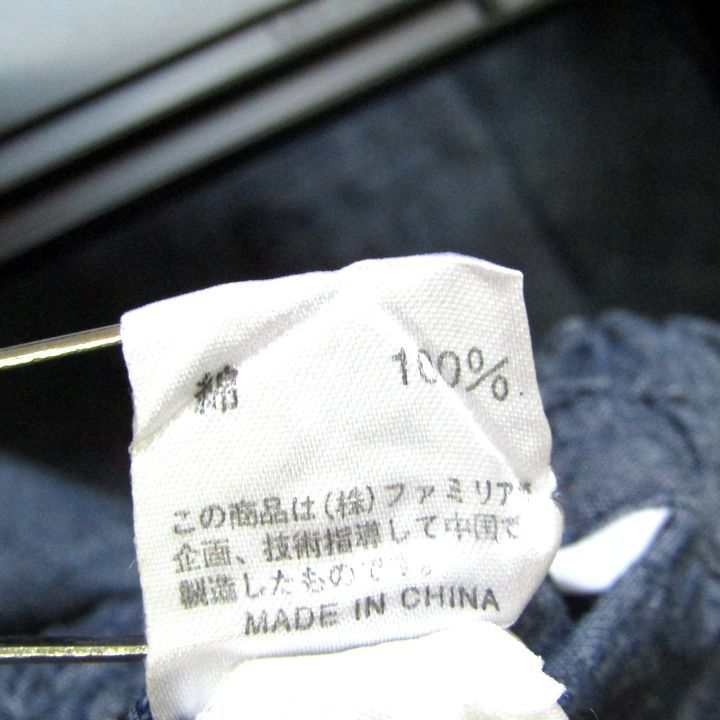 綿 100%
この商品は(株)ファミリアが
企画、技術指導して中国で
製造したものです。
MADE IN CHINA